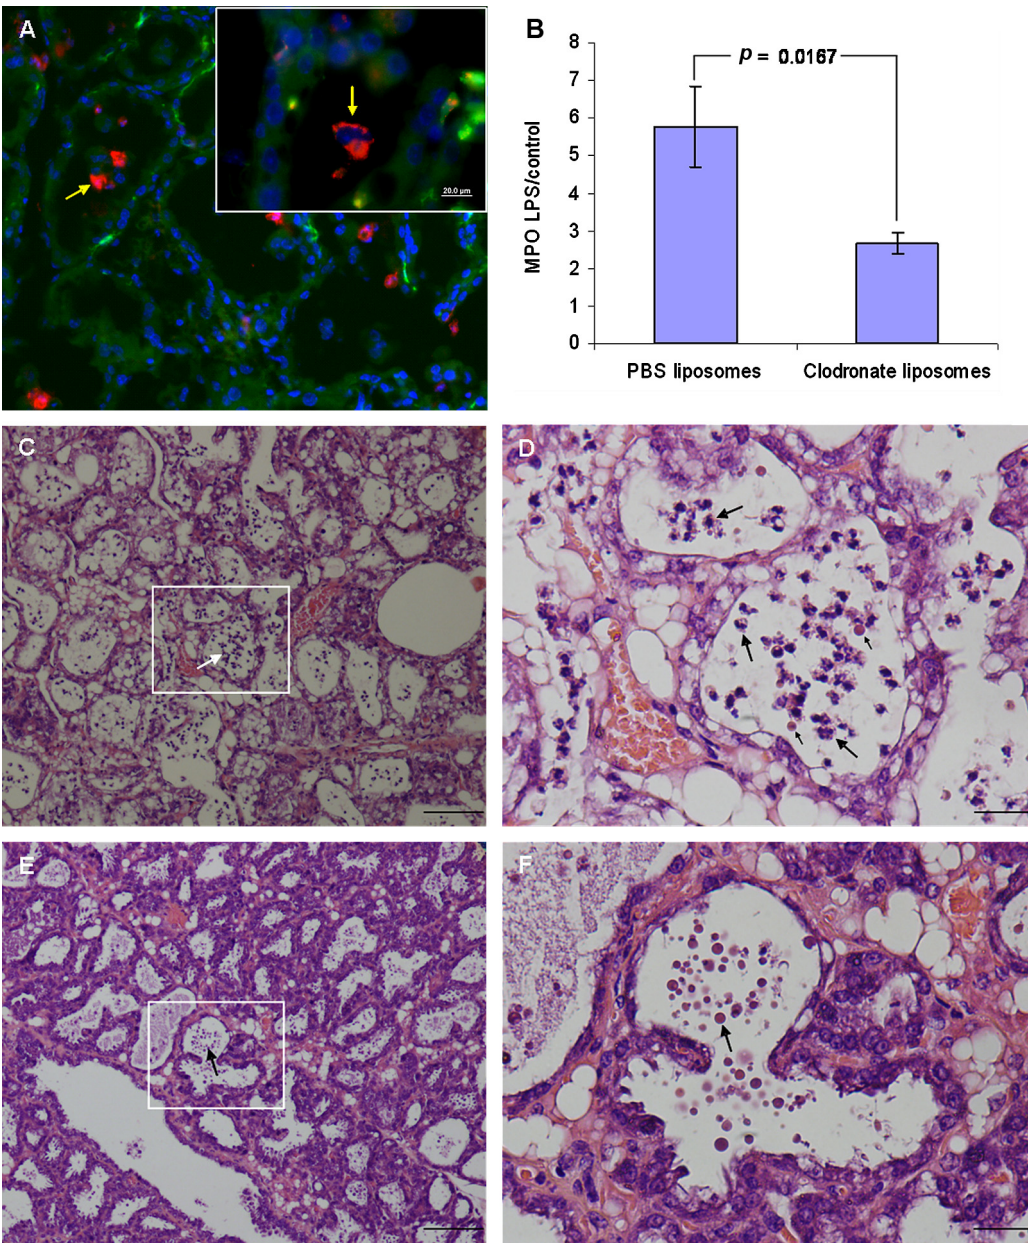 A
20.0 µm
B
8
7
6
5
4
3
2
1
0
MPO LPS/control
p = 0.0167
PBS liposomes
Clodronate liposomes
C
D
E
F